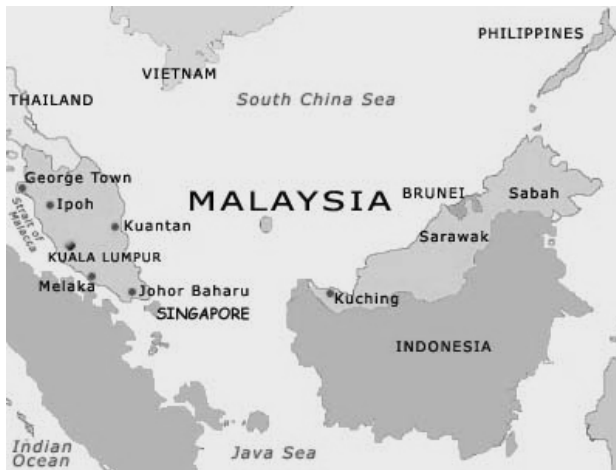 PHILIPPINES
VIETNAM
South China Sea
THAILAND
George Town
Ipoh
Strait of
Malacca
Kuantan
KUALA LUMPUR
Melaka
Johor Baharu
SINGAPORE
MALAYSIA
BRUNEI
Sabah
Sarawak
Kuching
INDONESIA
Indian
Ocean
Java Sea